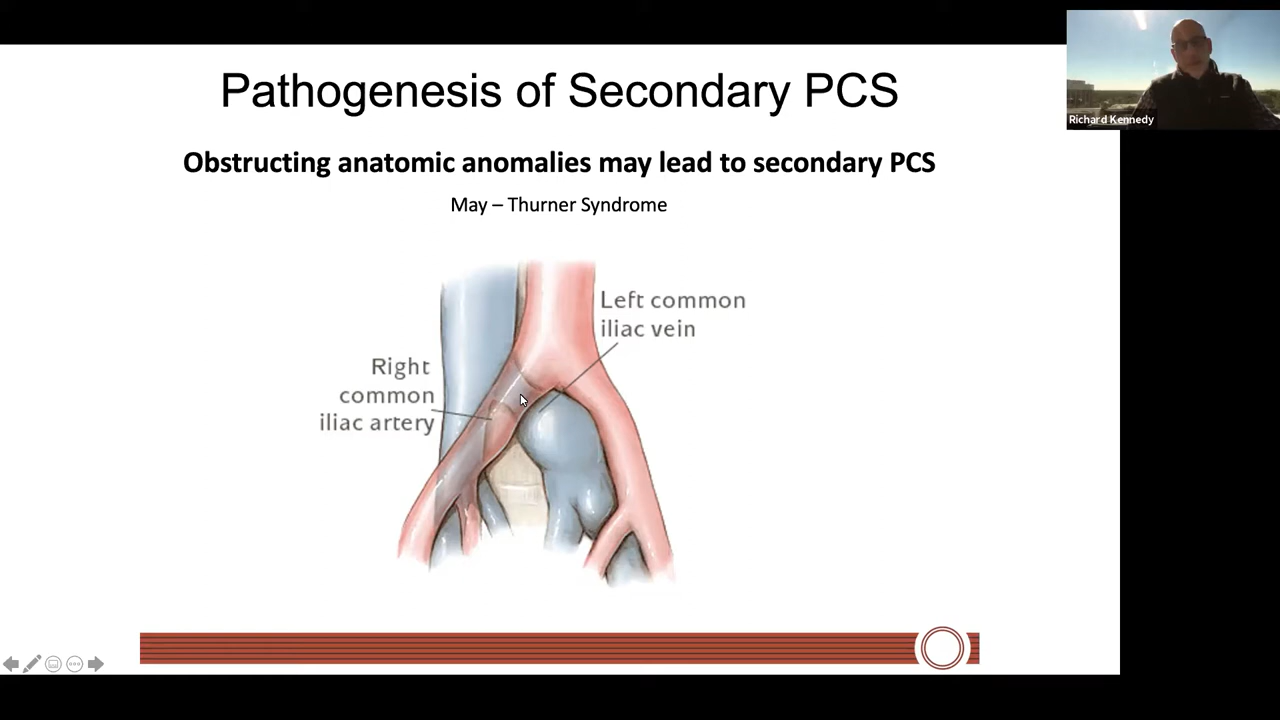 Pathogenesis of Secondary PCS
Obstructing anatomic anomalies may lead to secondary PCS
May – Thurner Syndrome
Left common
iliac vein
Right
common
iliac artery
Richard Kennedy